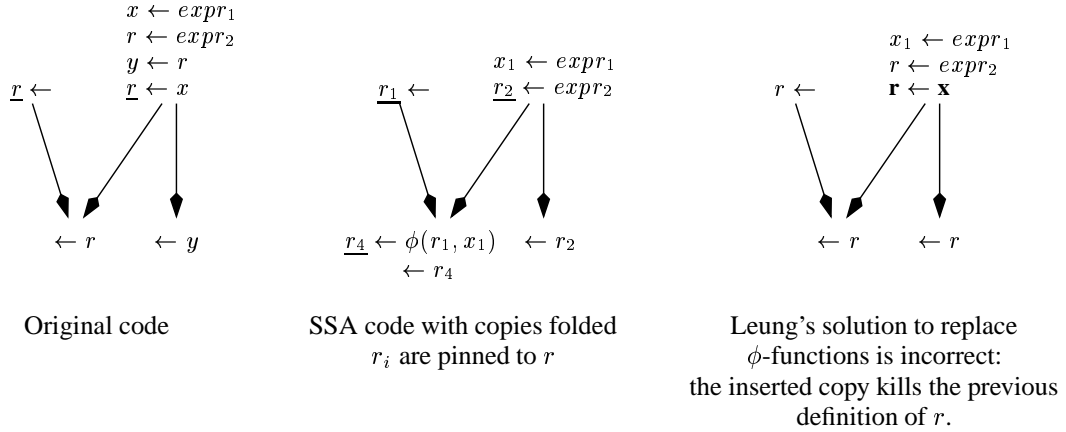 x ← expr₁
r ← expr₂
y ← r
r ←
r ← x
← r
← y
Original code
x₁ ← expr₁
r₁ ←
r₂ ← expr₂
r₄ ← ϕ(r₁, x₁)
← r₂
← r₄
SSA code with copies folded
rᵢ are pinned to r
x₁ ← expr₁
r ← expr₂
r ←
r ← x
← r
← r
Leung's solution to replace
ϕ-functions is incorrect:
the inserted copy kills the previous
definition of r.